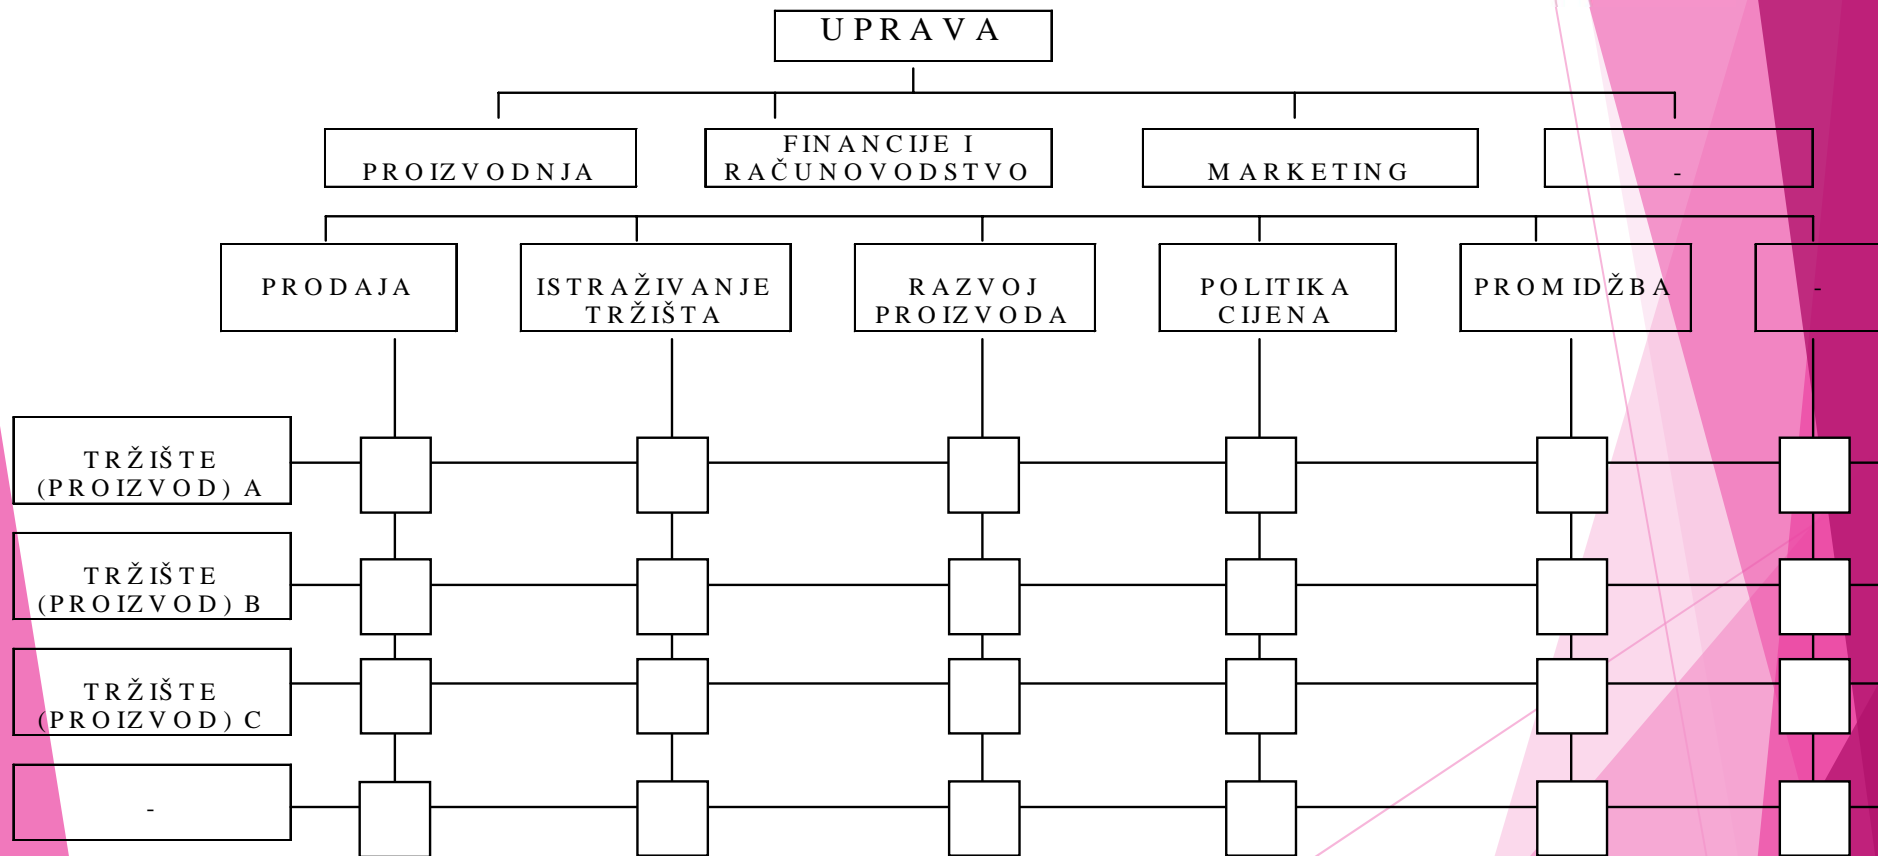 UPRAVA
PROIZVODNJA
FINANCIJE I
RAČUNOVODSTVO
MARKETING
-
PRODAJA
ISTRAŽIVANJE
TRŽIŠTA
RAZVOJ
PROIZVODA
POLITIKA
CIJENA
PROMIDŽBA
-
TRŽIŠTE
(PROIZVOD) A
TRŽIŠTE
(PROIZVOD) B
TRŽIŠTE
(PROIZVOD) C
-